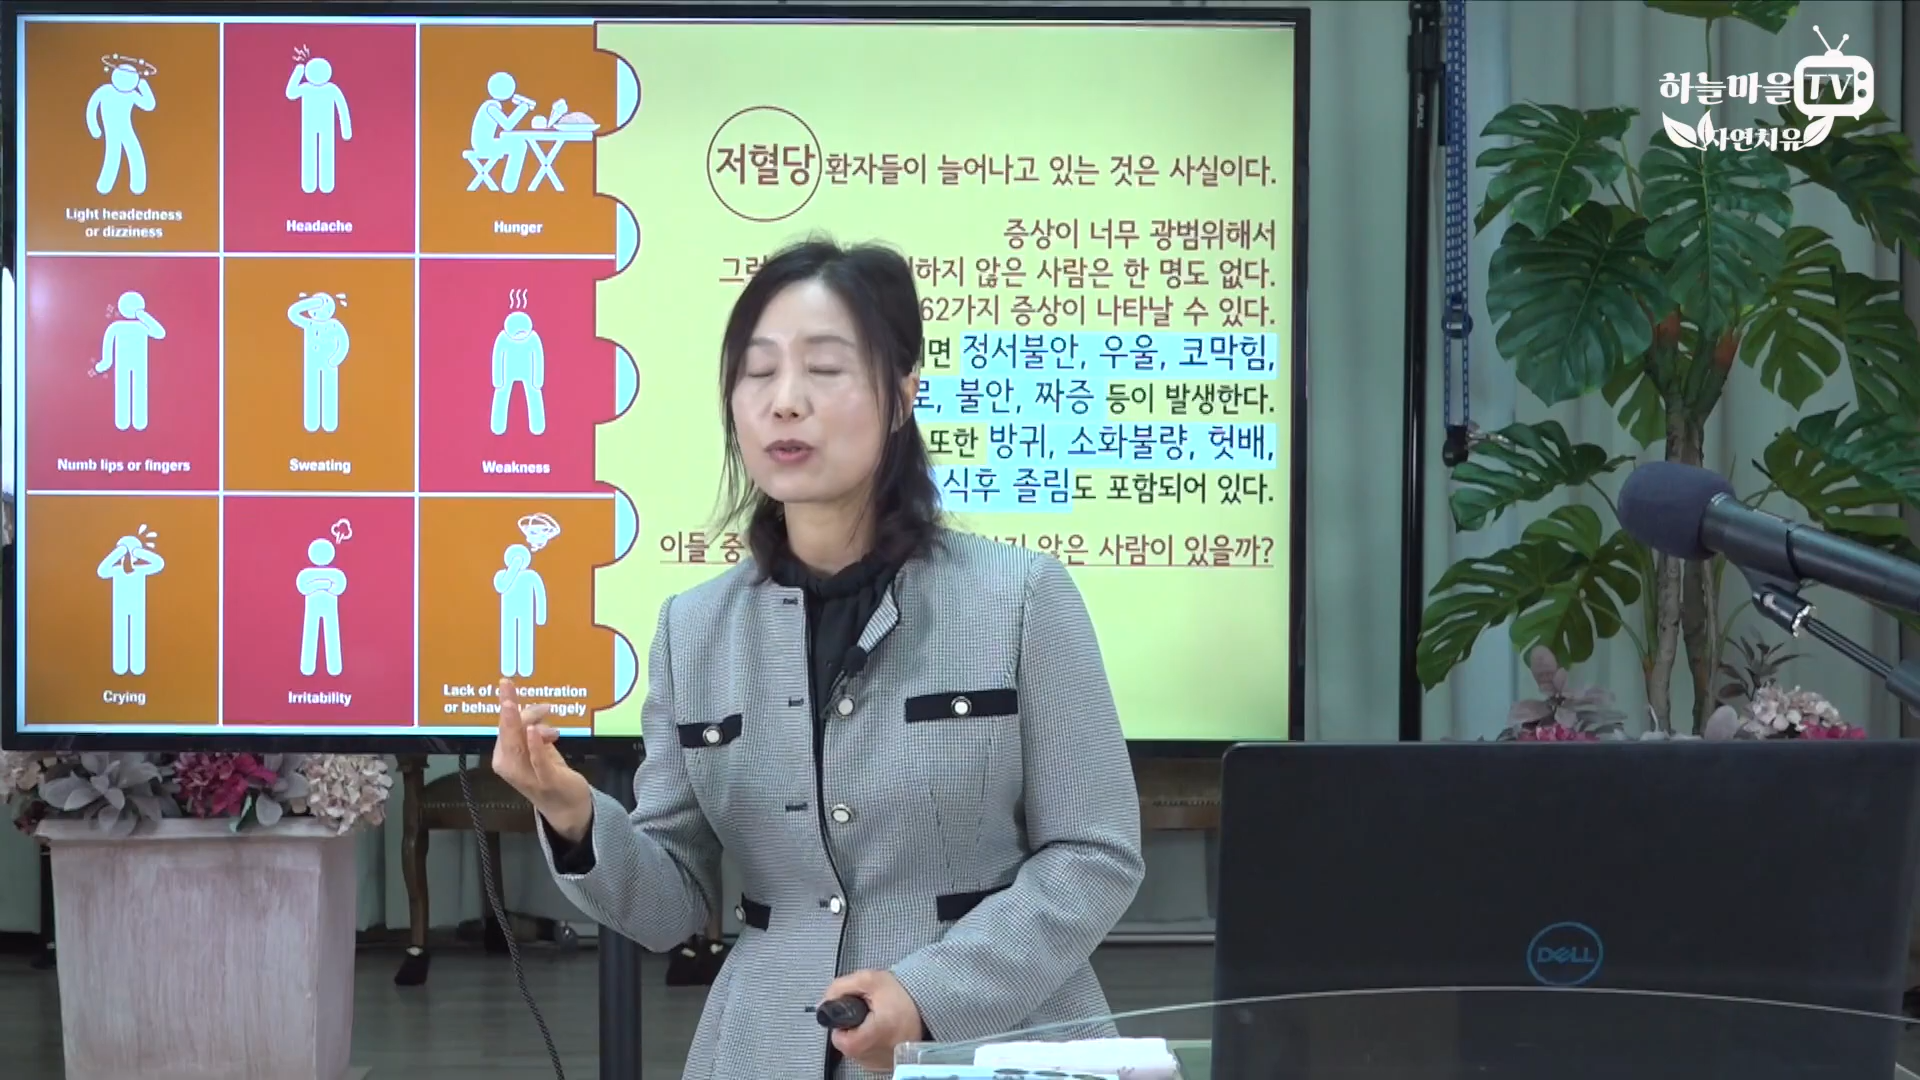 하늘마을 TV
자연치유
Light headedness
or dizziness
Headache
Hunger
Numb lips or fingers
Sweating
Weakness
Crying
Irritability
Lack of concentration
or behaving strangely
저혈당 환자들이 늘어나고 있는 것은 사실이다.
증상이 너무 광범위해서
하지 않은 사람은 한 명도 없다.
62가지 증상이 나타날 수 있다.
정서불안, 우울, 코막힘,
불안, 짜증 등이 발생한다.
또한 방귀, 소화불량, 헛배,
식후 졸림도 포함되어 있다.
이들 중 않은 사람이 있을까?
DELL